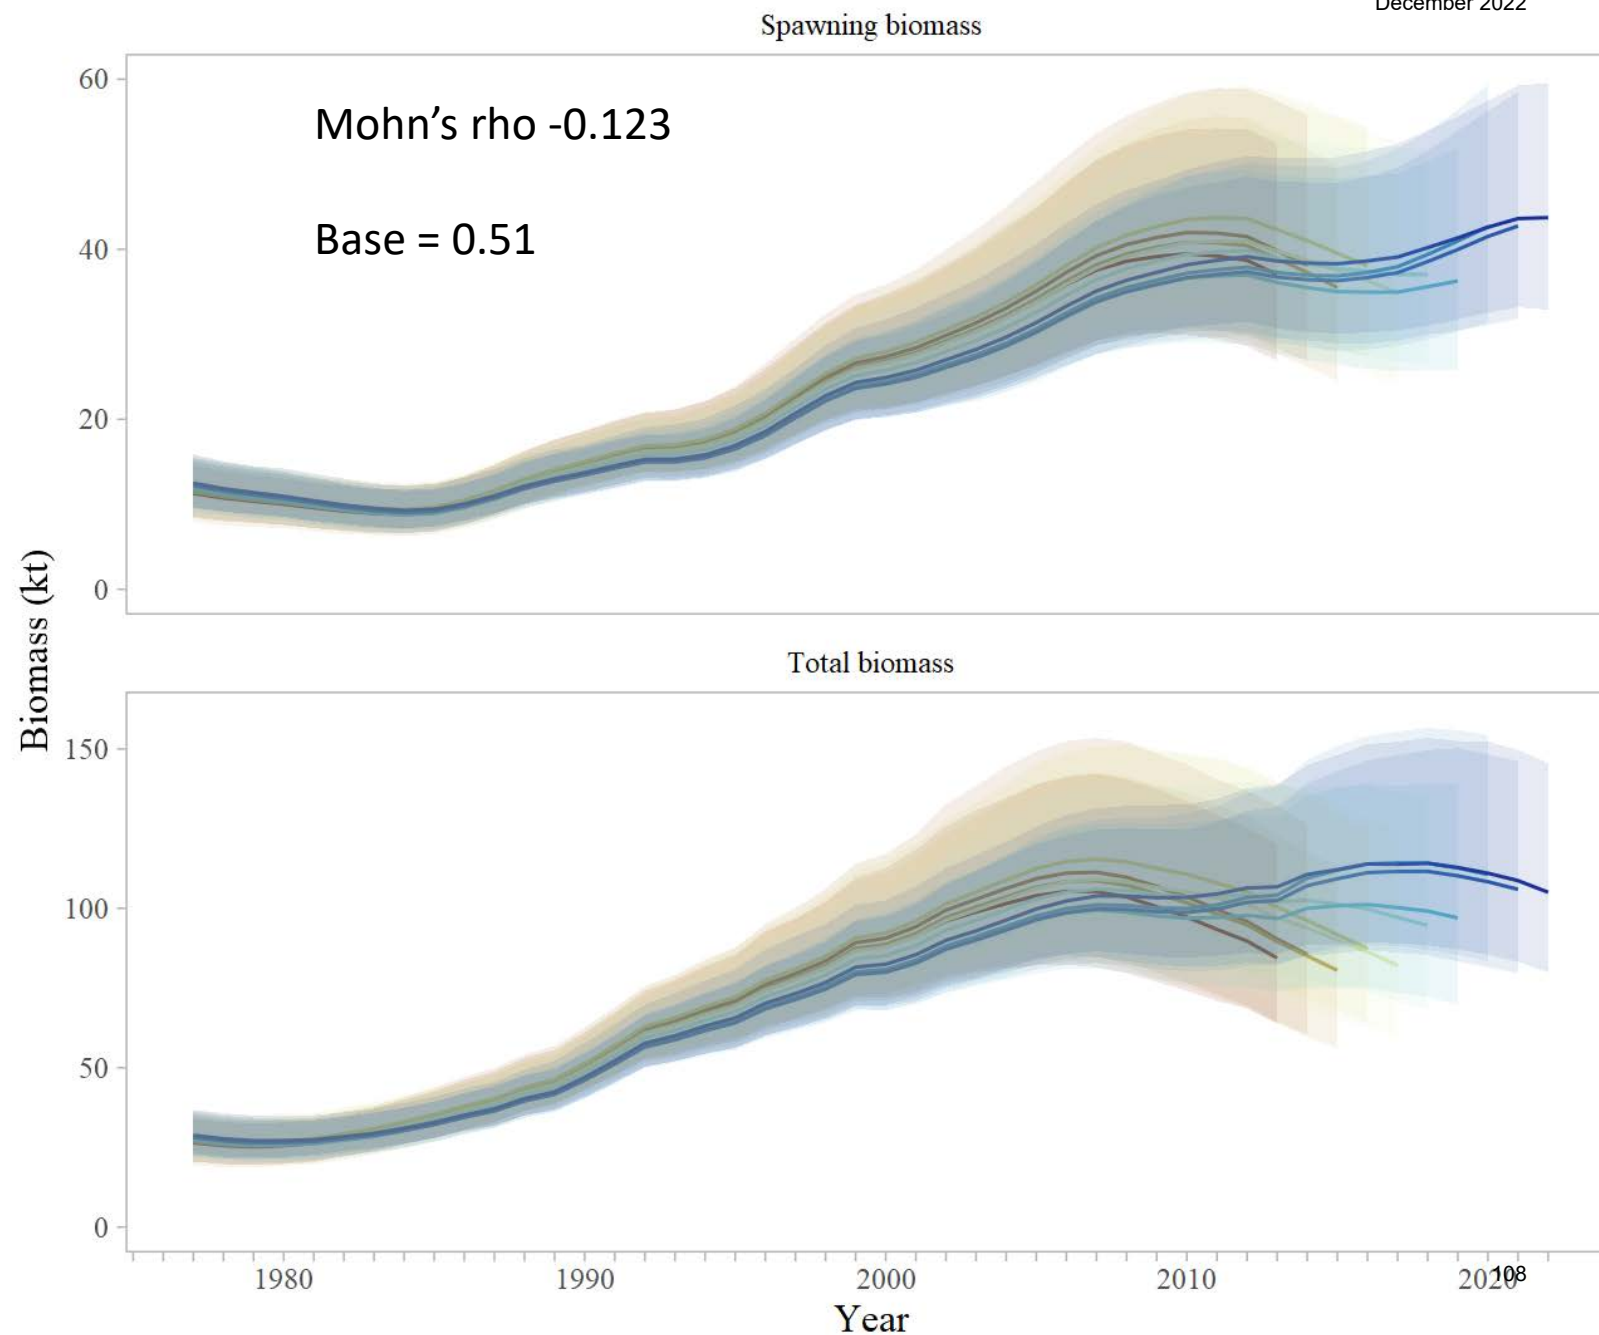 December 2022
Spawning biomass
60
Mohn’s rho -0.123
40
Base = 0.51
20
0
Biomass (kt)
Total biomass
150
100
50
0
1980 1990 2000 2010 2020
108
Year